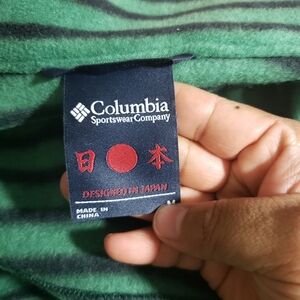 Columbia
Sportswear Company
日 本
DESIGNED IN JAPAN
MADE IN
CHINA
M